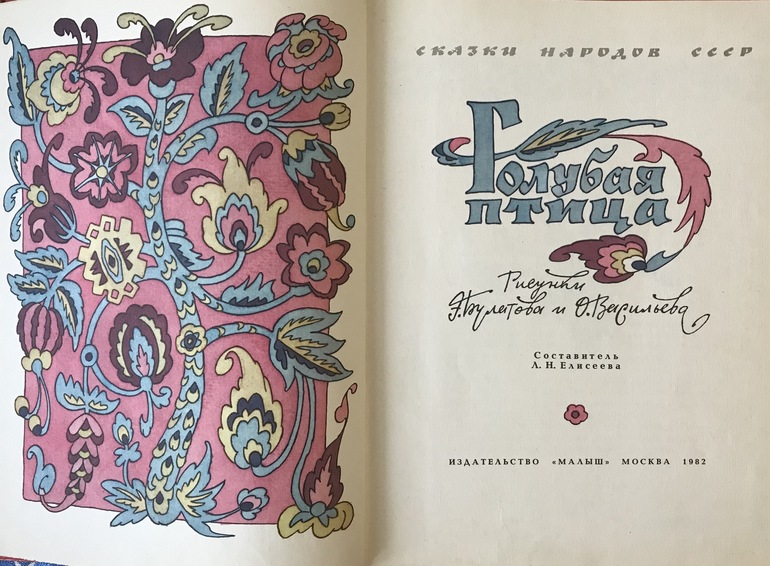 СКАЗКИ НАРОДОВ СССР
Голубая
птица
Рисунки
Э. Булатова и О. Васильева
Составитель
Л. Н. Елисеева
ИЗДАТЕЛЬСТВО «МАЛЫШ» МОСКВА 1982